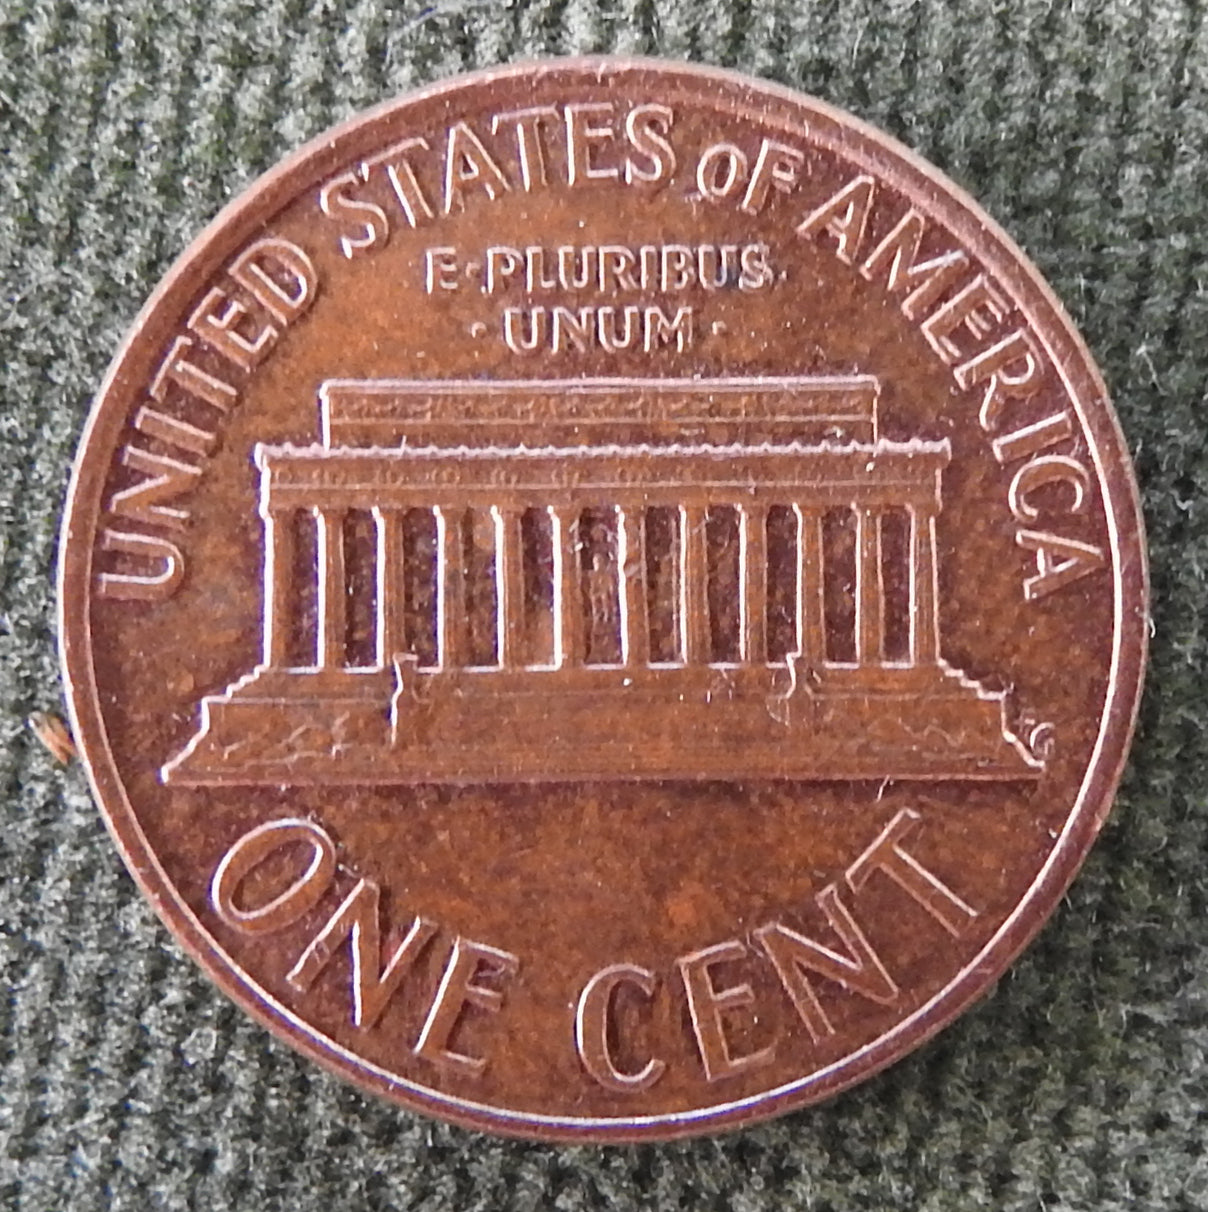 UNITED STATES OF AMERICA
E·PLURIBUS
·UNUM·
ONE CENT